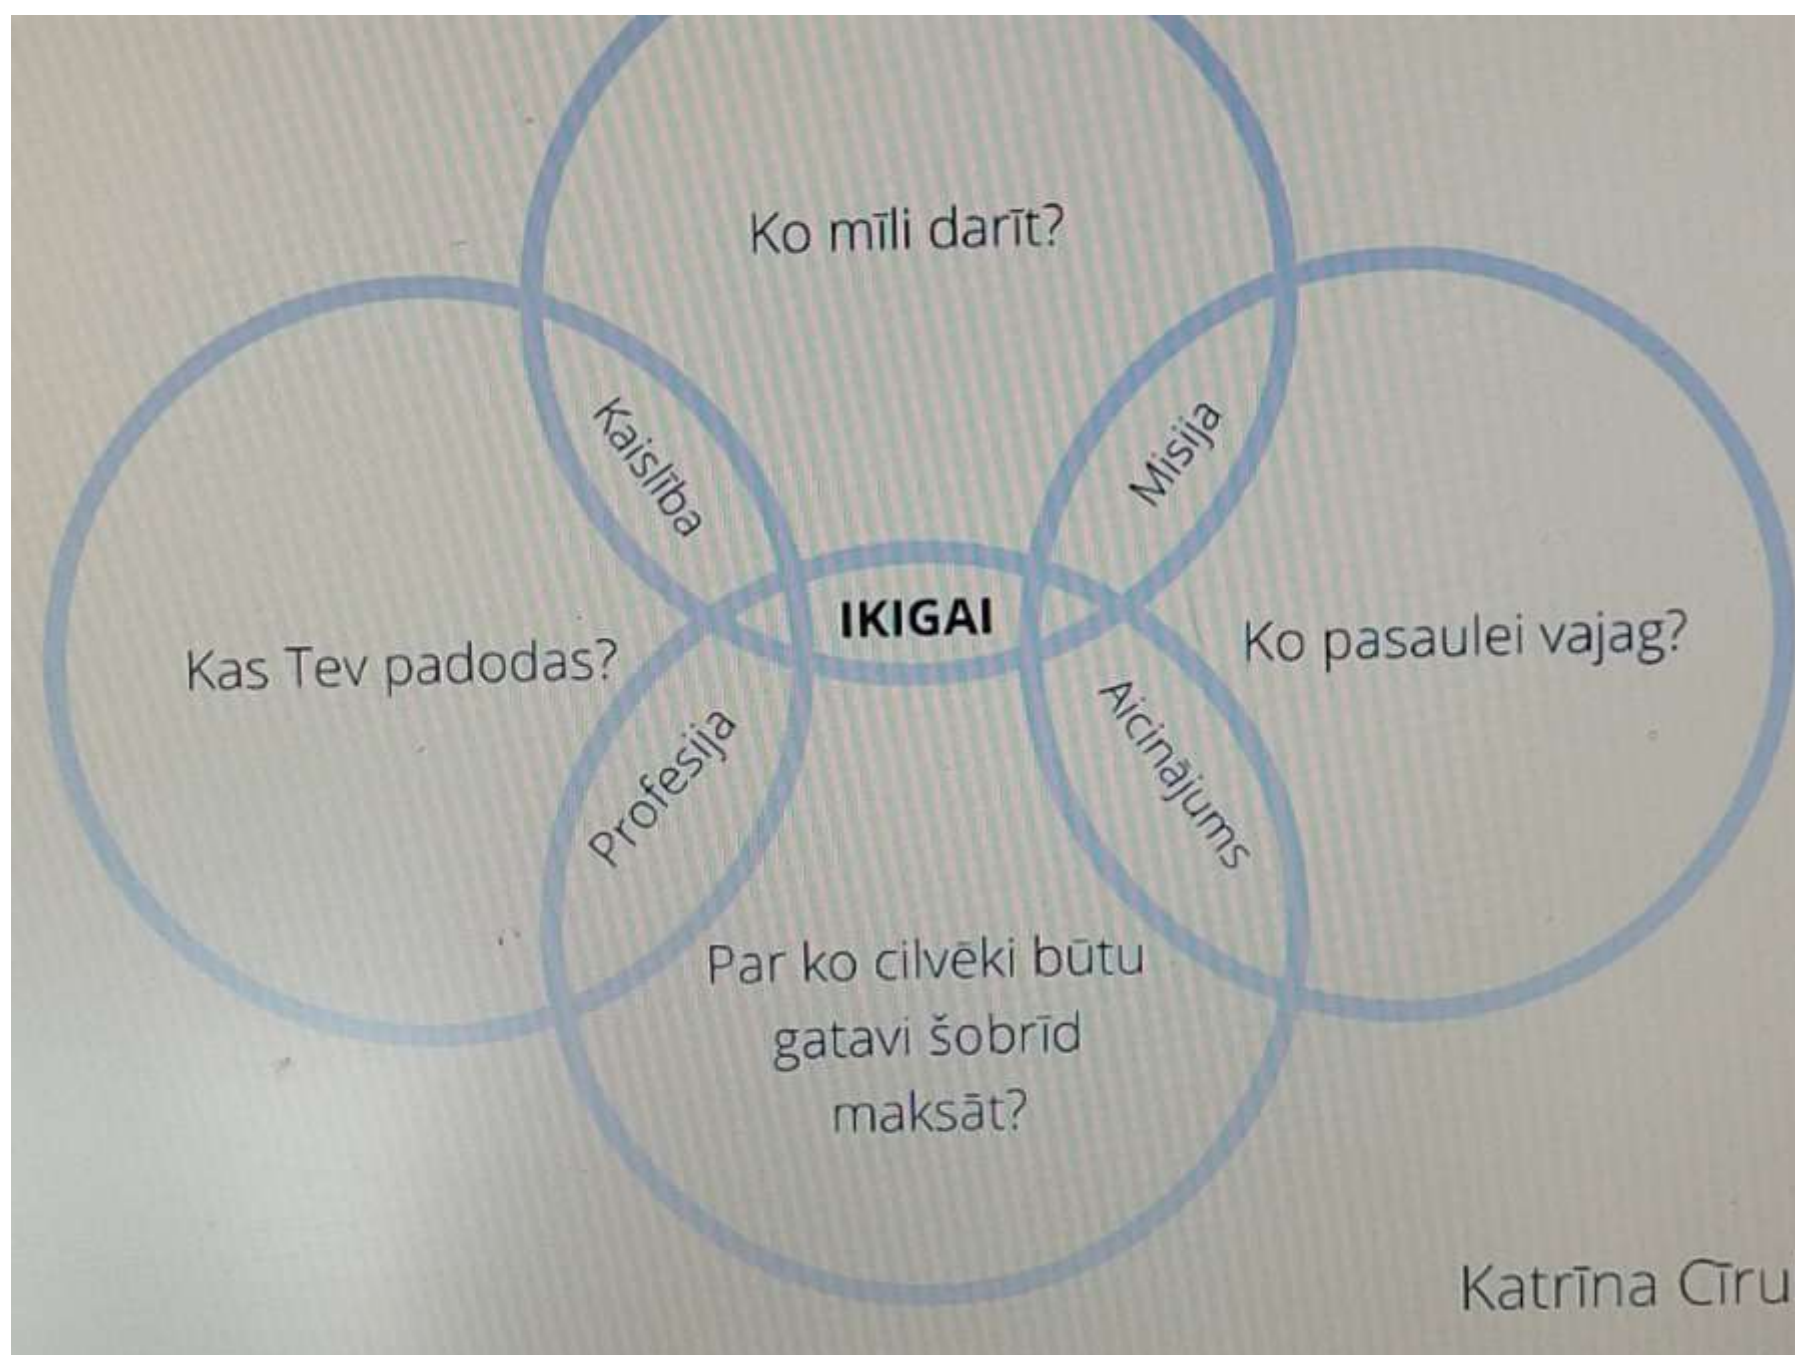 Ko mīli darīt?
Kaislība
Misija
IKIGAI
Kas Tev padodas?
Ko pasaulei vajag?
Profesija
Aicinājums
Par ko cilvēki būtu
gatavi šobrīd
maksāt?
Katrīna Cīru